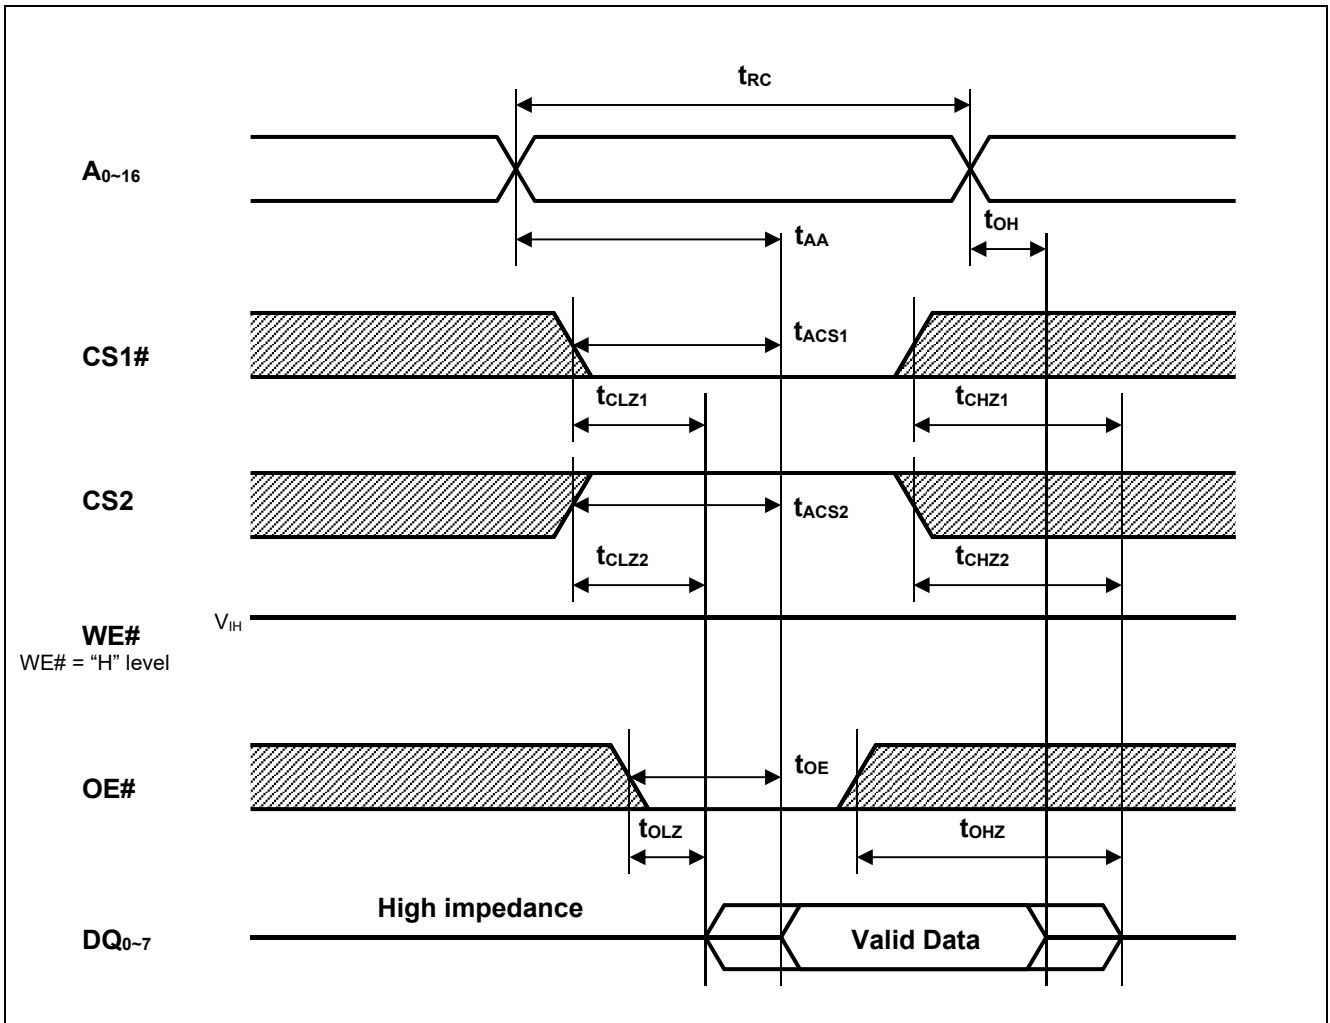 tRC
A0~16
tOH
tAA
tACS1
CS1#
tCLZ1
tCHZ1
CS2
tACS2
tCLZ2
tCHZ2
VIH
WE#
WE# = “H” level
tOE
OE#
tOLZ
tOHZ
High impedance
DQ0~7
Valid Data